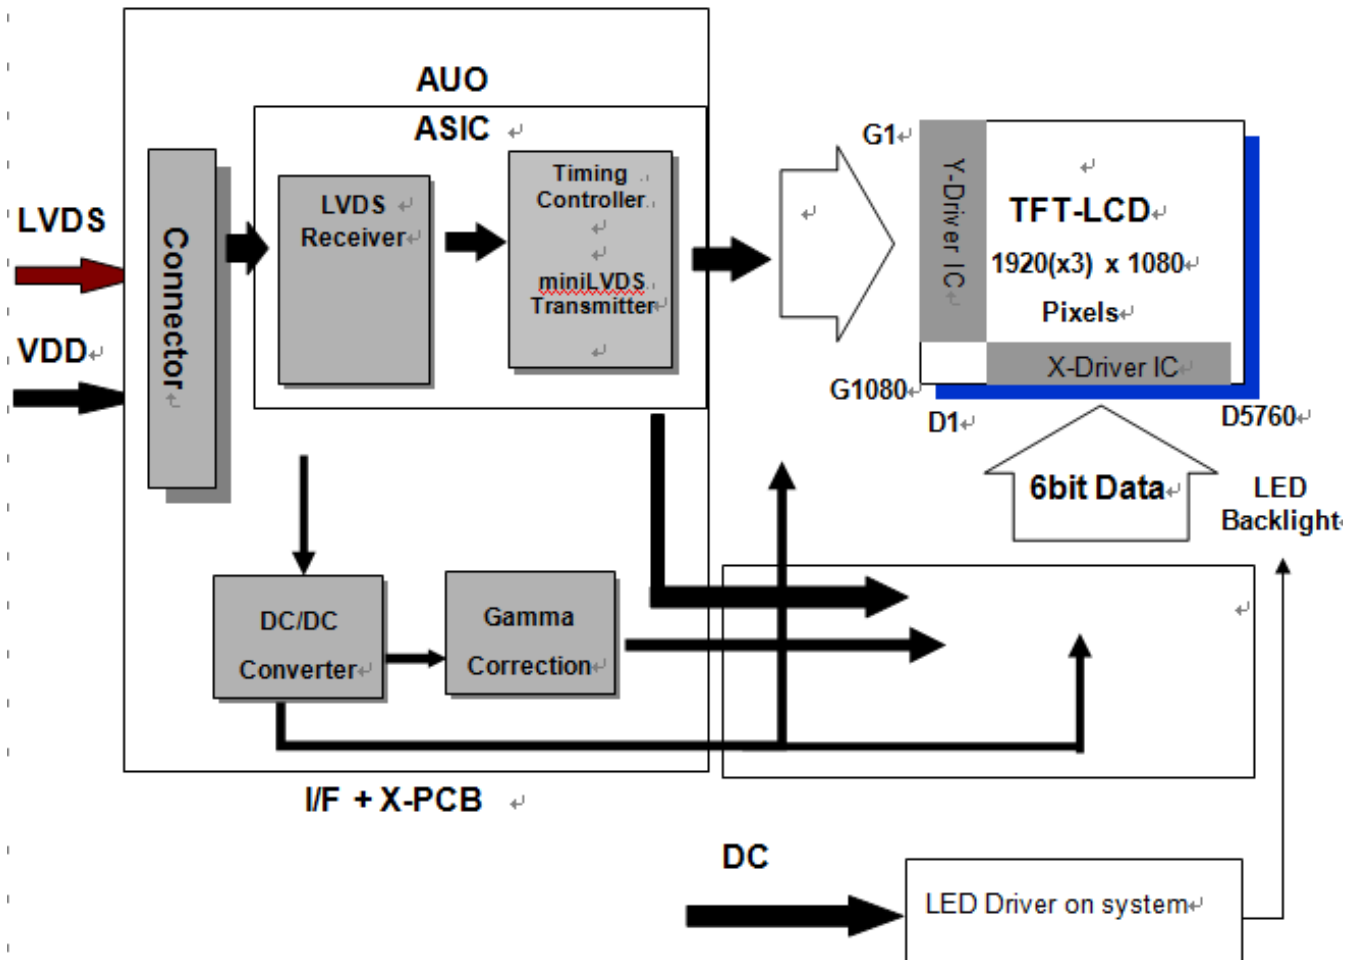 AUO
ASIC
LVDS
VDD
Connector
LVDS
Receiver
Timing
Controller
miniLVDS
Transmitter
G1
Y-Driver IC
TFT-LCD
1920(x3) x 1080
Pixels
X-Driver IC
G1080
D1
D5760
6bit Data
LED
Backlight
DC/DC
Converter
Gamma
Correction
I/F + X-PCB
DC
LED Driver on system